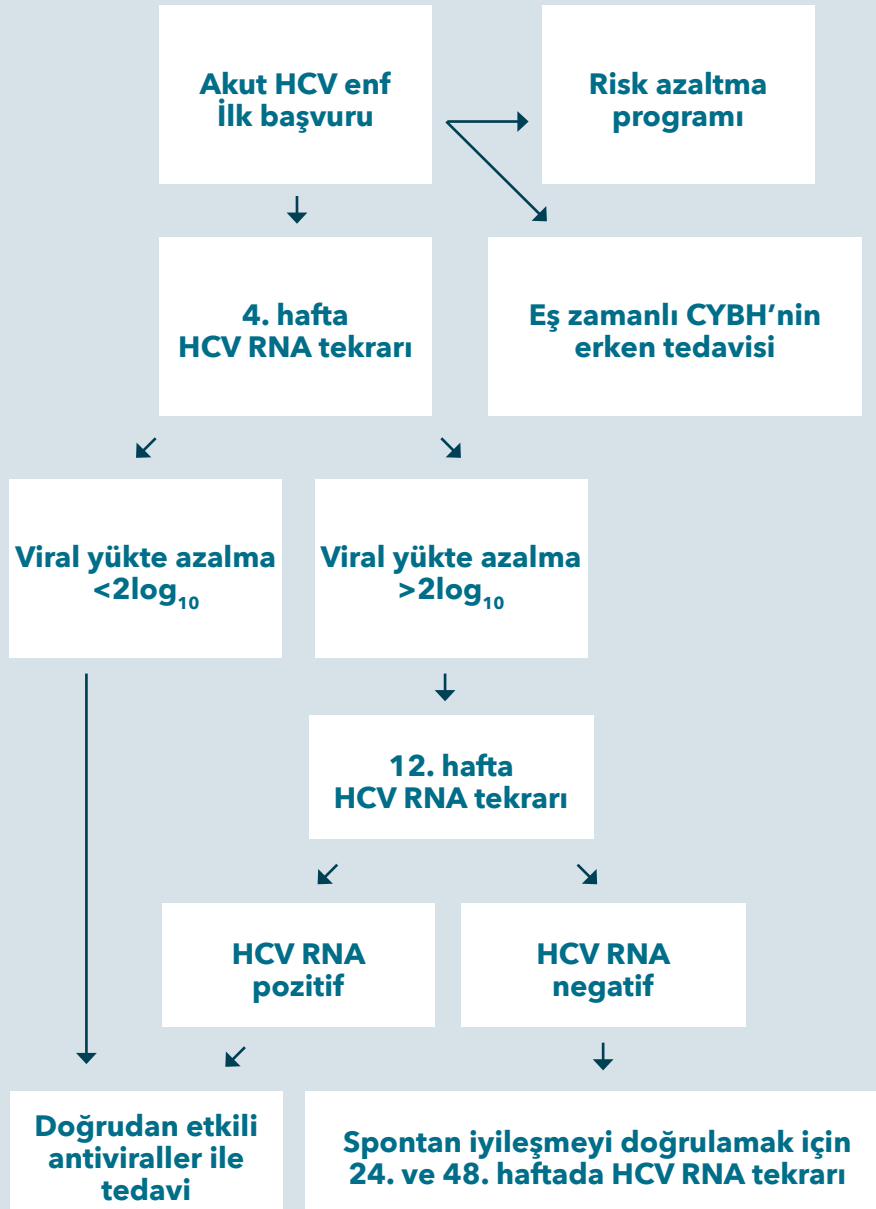 Akut HCV enf
İlk başvuru
Risk azaltma
programı
4. hafta
HCV RNA tekrarı
Eş zamanlı CYBH’nin
erken tedavisi
Viral yükte azalma
<2log₁₀
Viral yükte azalma
>2log₁₀
12. hafta
HCV RNA tekrarı
HCV RNA
pozitif
HCV RNA
negatif
Doğrudan etkili
antiviraller ile
tedavi
Spontan iyileşmeyi doğrulamak için
24. ve 48. haftada HCV RNA tekrarı